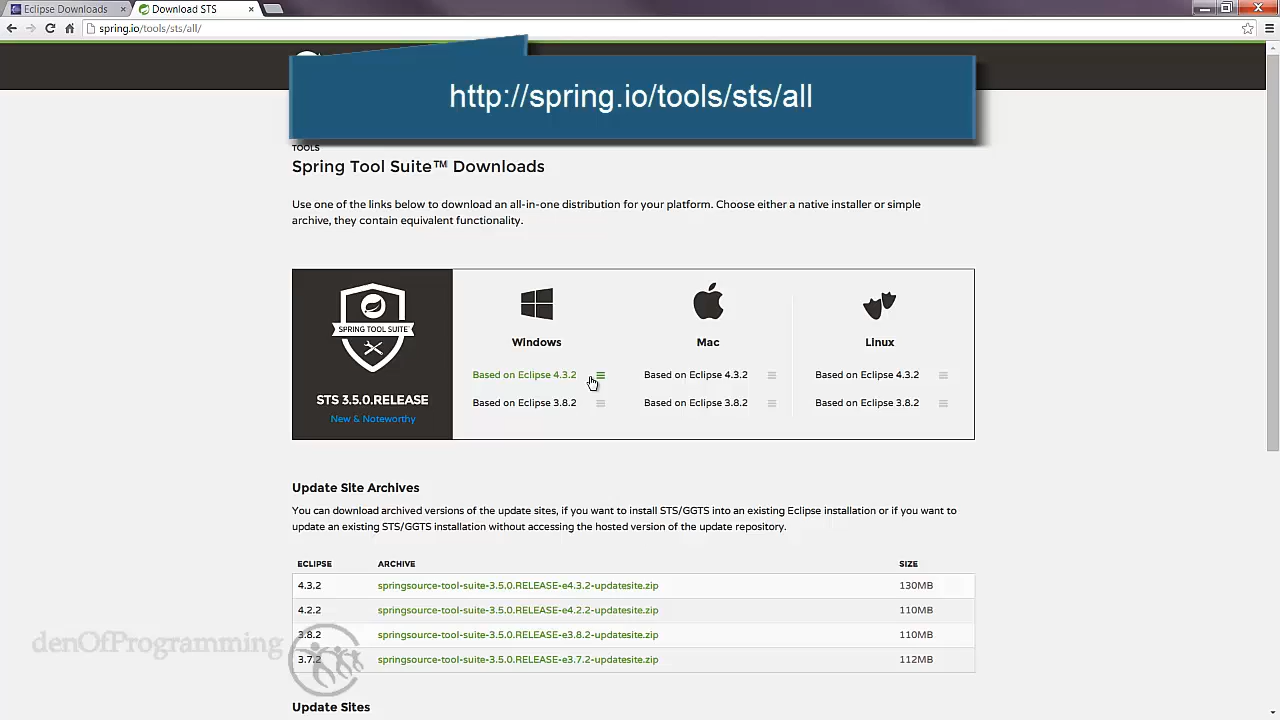 Eclipse Downloads
Download STS
spring.io/tools/sts/all/
http://spring.io/tools/sts/all
TOOLS
Spring Tool Suite™ Downloads
Use one of the links below to download an all-in-one distribution for your platform. Choose either a native installer or simple
archive, they contain equivalent functionality.
SPRING TOOL SUITE
STS 3.5.0.RELEASE
New & Noteworthy
Windows
Based on Eclipse 4.3.2
Based on Eclipse 3.8.2
Mac
Based on Eclipse 4.3.2
Based on Eclipse 3.8.2
Linux
Based on Eclipse 4.3.2
Based on Eclipse 3.8.2
Update Site Archives
You can download archived versions of the update sites, if you want to install STS/GGTS into an existing Eclipse installation or if you want to
update an existing STS/GGTS installation without accessing the hosted version of the update repository.
ECLIPSE ARCHIVE SIZE
4.3.2 springsource-tool-suite-3.5.0.RELEASE-e4.3.2-updatesite.zip 130MB
4.2.2 springsource-tool-suite-3.5.0.RELEASE-e4.2.2-updatesite.zip 110MB
3.8.2 springsource-tool-suite-3.5.0.RELEASE-e3.8.2-updatesite.zip 110MB
3.7.2 springsource-tool-suite-3.5.0.RELEASE-e3.7.2-updatesite.zip 112MB
denOfProgramming
Update Sites